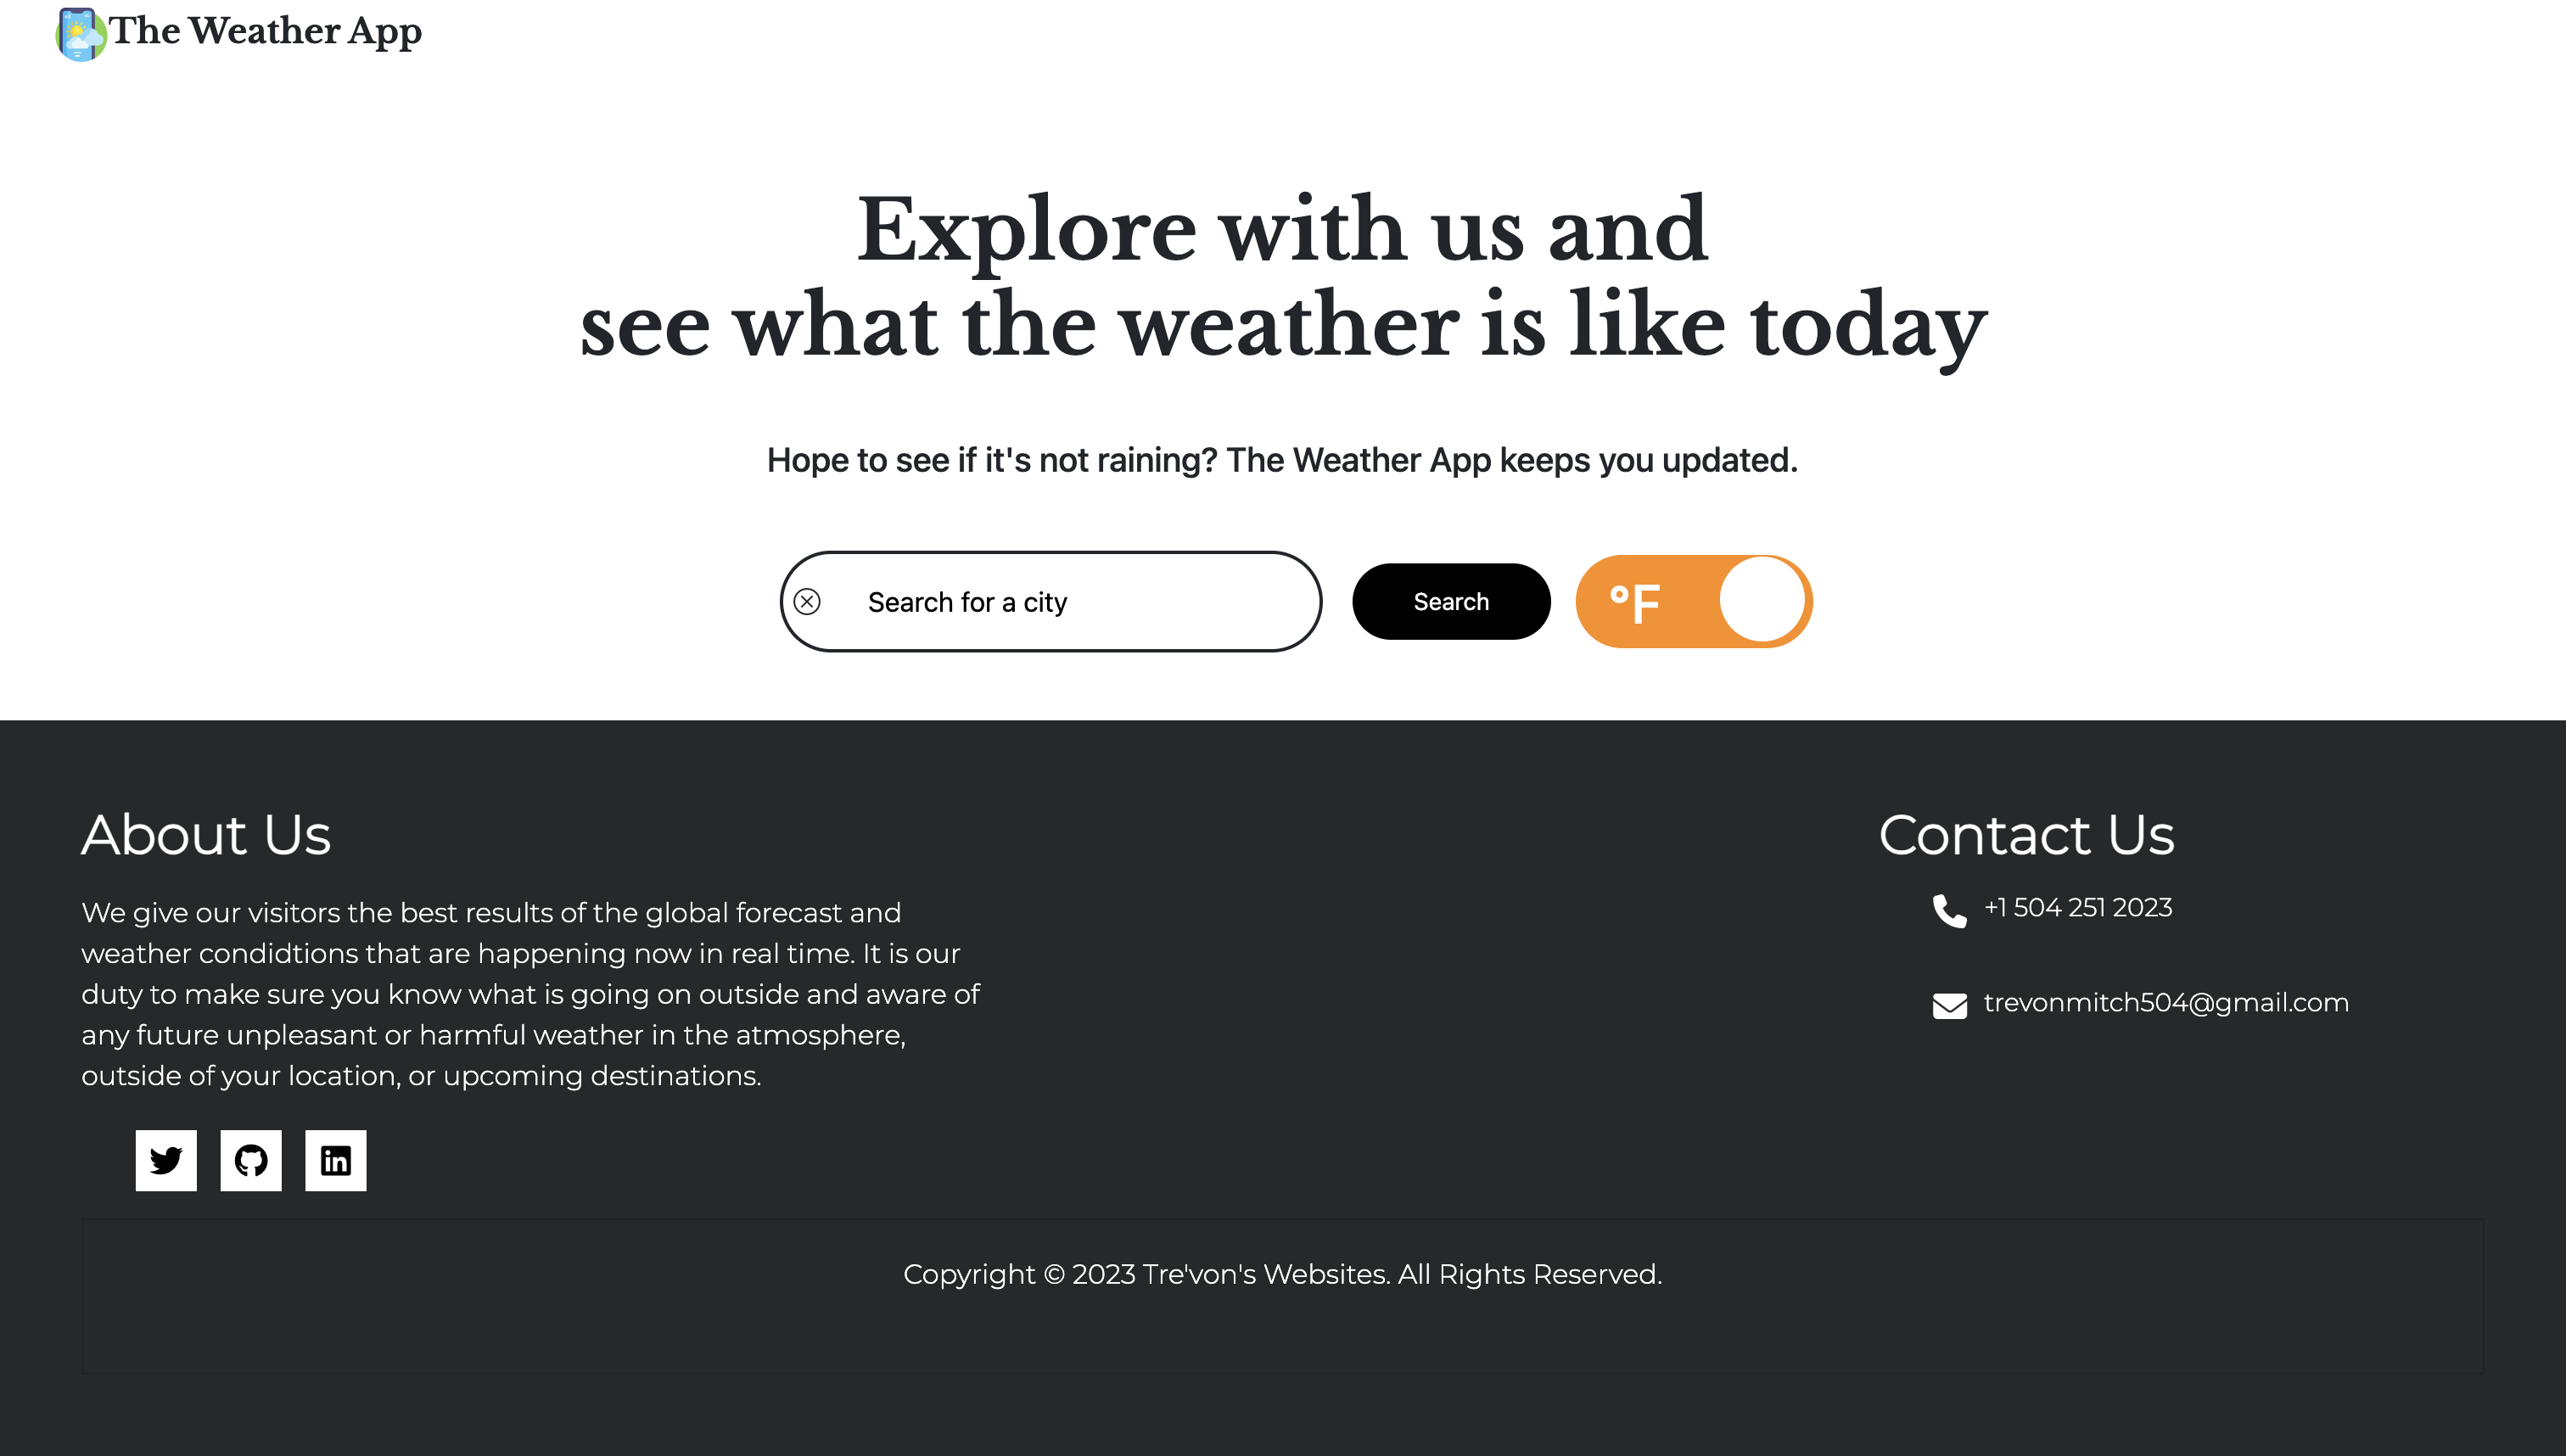 The Weather App
Explore with us and
see what the weather is like today
Hope to see if it's not raining? The Weather App keeps you updated.
Search for a city
Search
°F
About Us
We give our visitors the best results of the global forecast and
weather condidtions that are happening now in real time. It is our
duty to make sure you know what is going on outside and aware of
any future unpleasant or harmful weather in the atmosphere,
outside of your location, or upcoming destinations.
Contact Us
+1 504 251 2023
trevonmitch504@gmail.com
Copyright © 2023 Tre'von's Websites. All Rights Reserved.